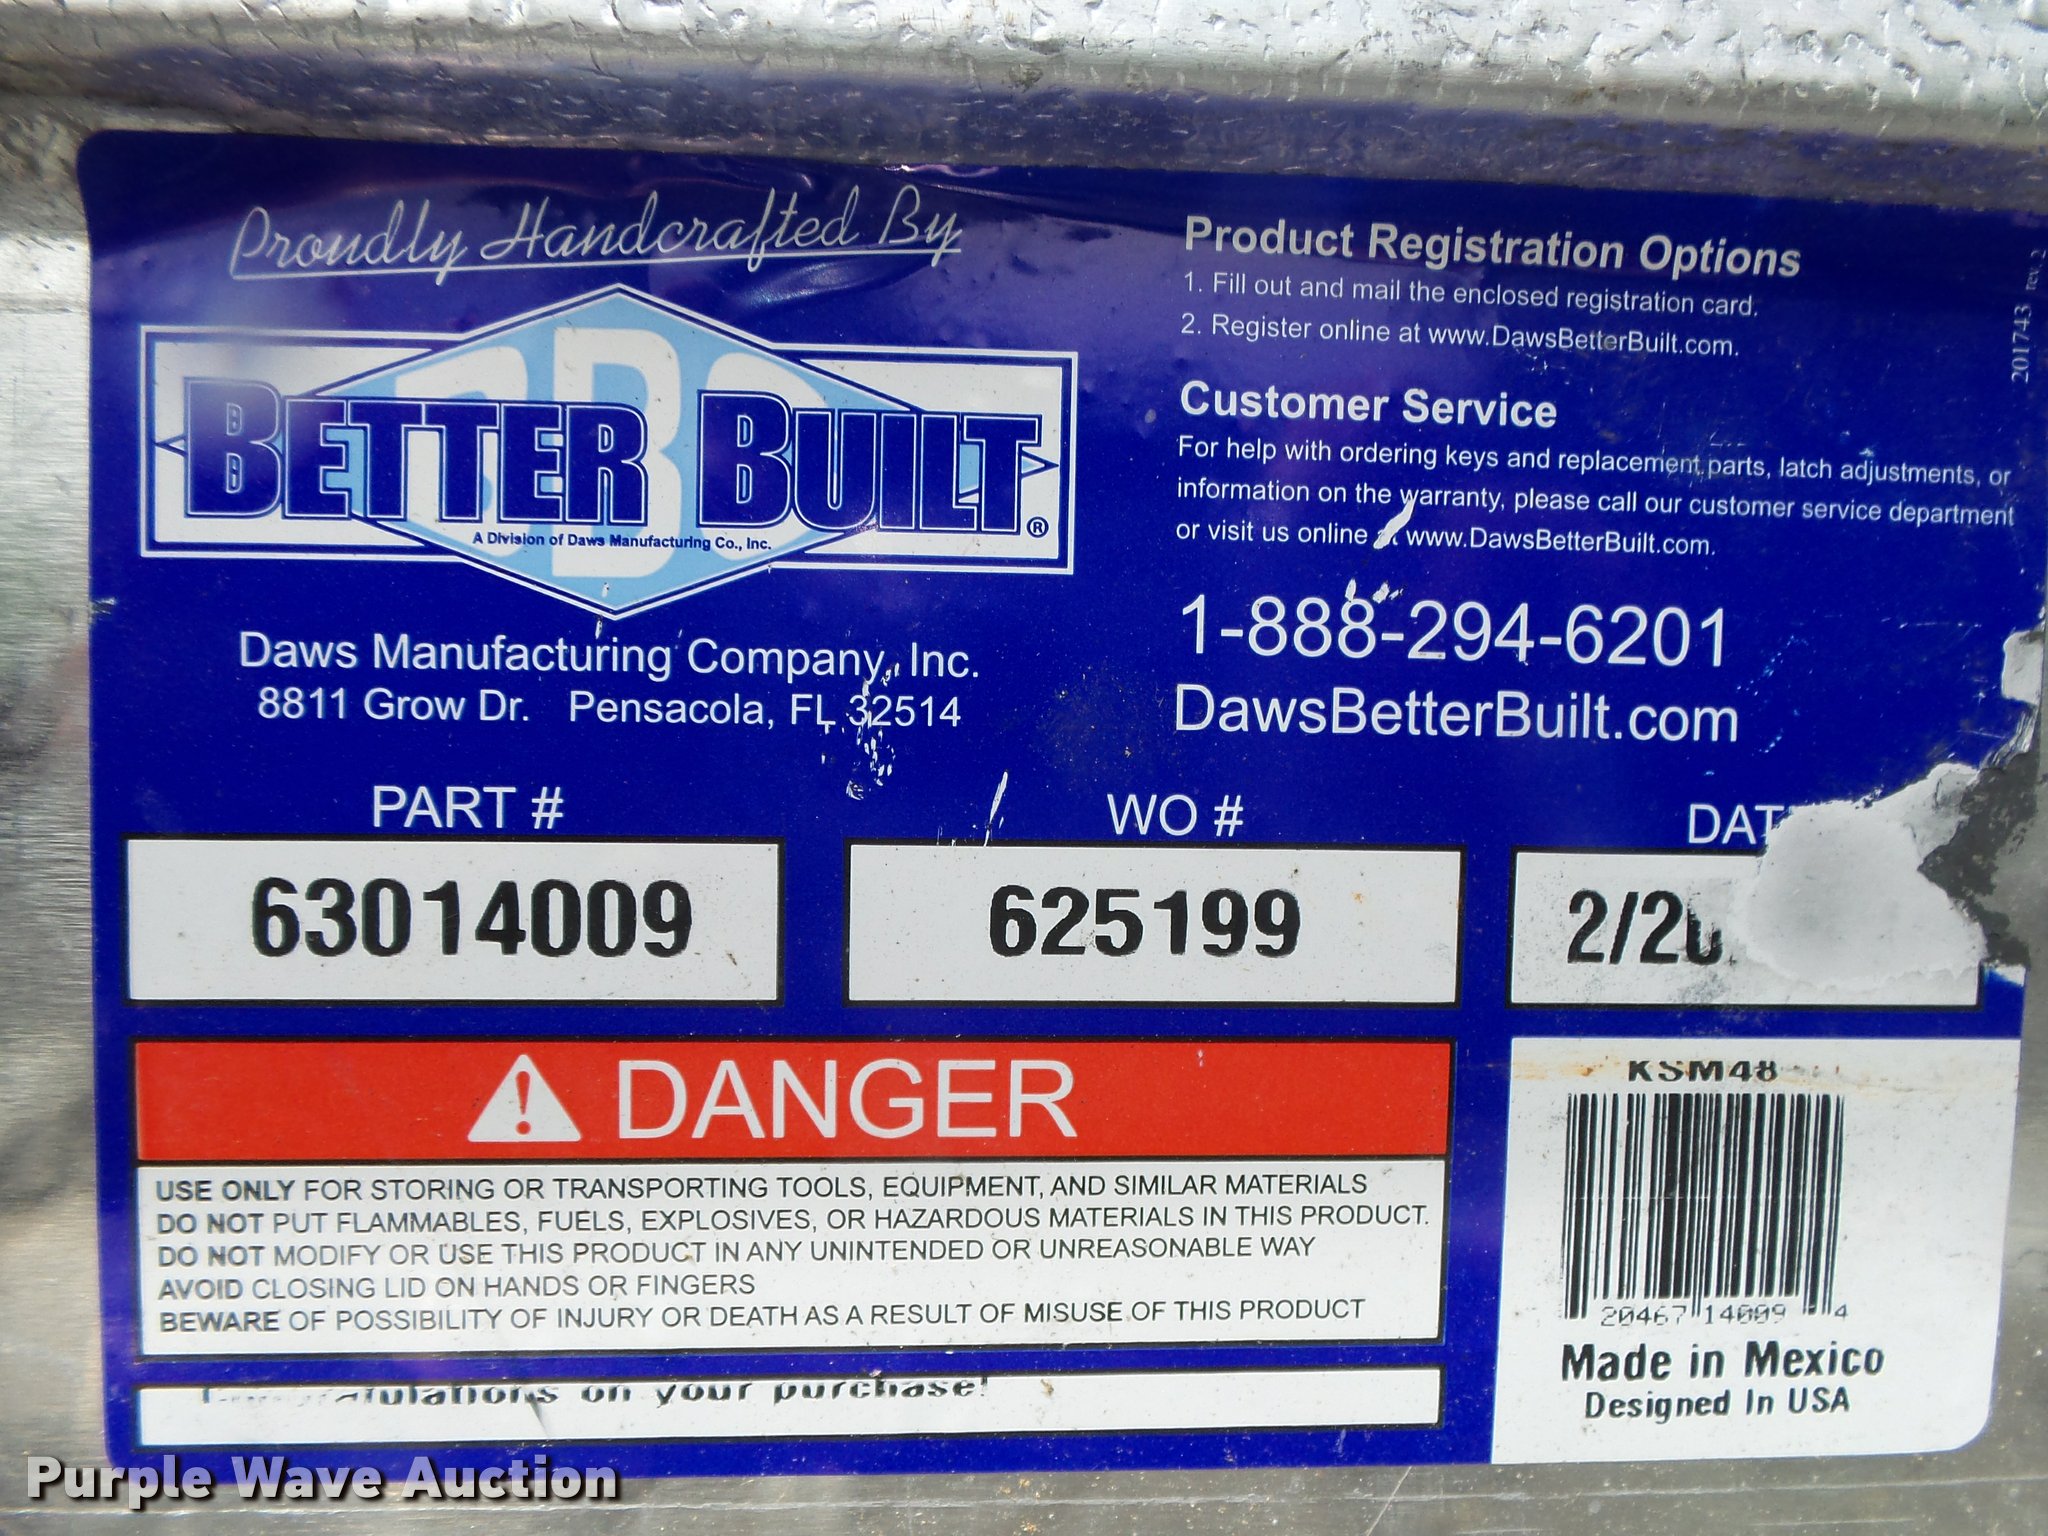 Proudly Handcrafted By
BETTER BUILT®
A Division of Daws Manufacturing Co., Inc.
Daws Manufacturing Company, Inc.
8811 Grow Dr. Pensacola, FL 32514
Product Registration Options
1. Fill out and mail the enclosed registration card.
2. Register online at www.DawsBetterBuilt.com.
Customer Service
For help with ordering keys and replacement parts, latch adjustments, or
information on the warranty, please call our customer service department
or visit us online at www.DawsBetterBuilt.com.
1-888-294-6201
DawsBetterBuilt.com
201743 rev. 2
PART #
63014009
WO #
625199
2/20
DANGER
USE ONLY FOR STORING OR TRANSPORTING TOOLS, EQUIPMENT, AND SIMILAR MATERIALS
DO NOT PUT FLAMMABLES, FUELS, EXPLOSIVES, OR HAZARDOUS MATERIALS IN THIS PRODUCT.
DO NOT MODIFY OR USE THIS PRODUCT IN ANY UNINTENDED OR UNREASONABLE WAY
AVOID CLOSING LID ON HANDS OR FINGERS
BEWARE OF POSSIBILITY OF INJURY OR DEATH AS A RESULT OF MISUSE OF THIS PRODUCT
on your purchase!
KSM48
20467 14009 4
Made in Mexico
Designed In USA
Purple Wave Auction